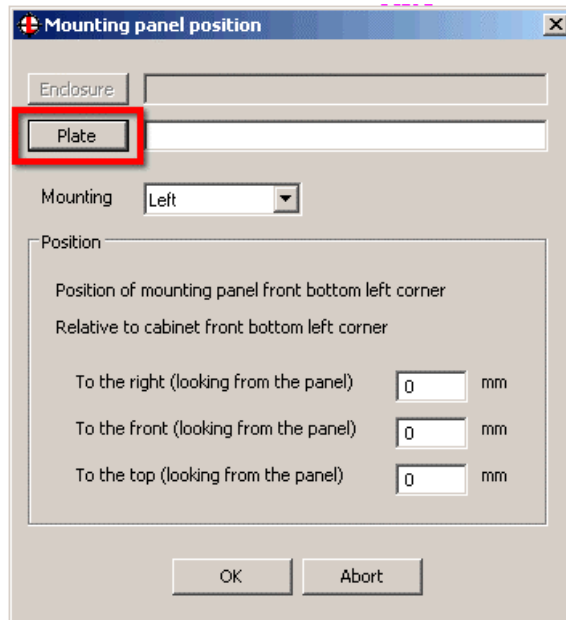 Mounting panel position
Enclosure
Plate
Mounting Left
Position
Position of mounting panel front bottom left corner
Relative to cabinet front bottom left corner
To the right (looking from the panel) 0 mm
To the front (looking from the panel) 0 mm
To the top (looking from the panel) 0 mm
OK Abort